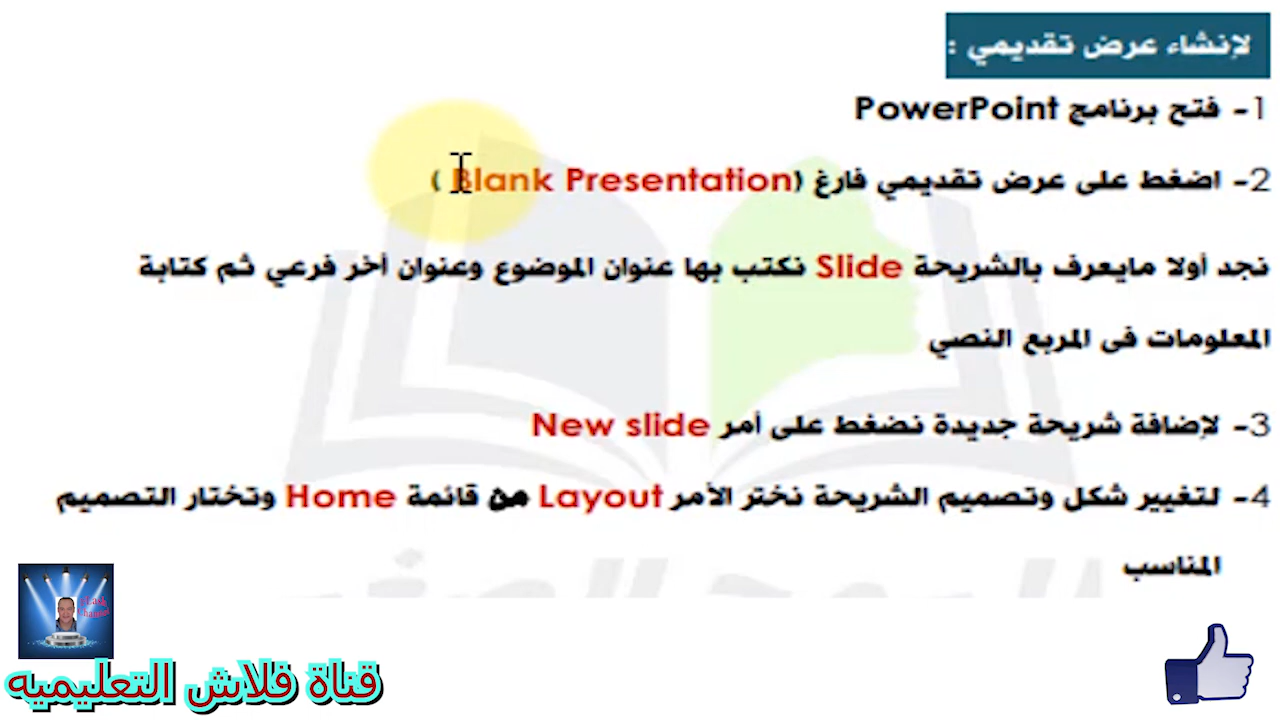 لإنشاء عرض تقديمي :
1- فتح برنامج PowerPoint
2- اضغط على عرض تقديمي فارغ (Blank Presentation )
نجد أولا مايعرف بالشريحة Slide نكتب بها عنوان الموضوع وعنوان أخر فرعي ثم كتابة
المعلومات فى المربع النصي
3- لإضافة شريحة جديدة نضغط على أمر New slide
4- لتغيير شكل وتصميم الشريحة نختر الأمر Layout من قائمة Home وتختار التصميم
المناسب
قناة فلاش التعليميه